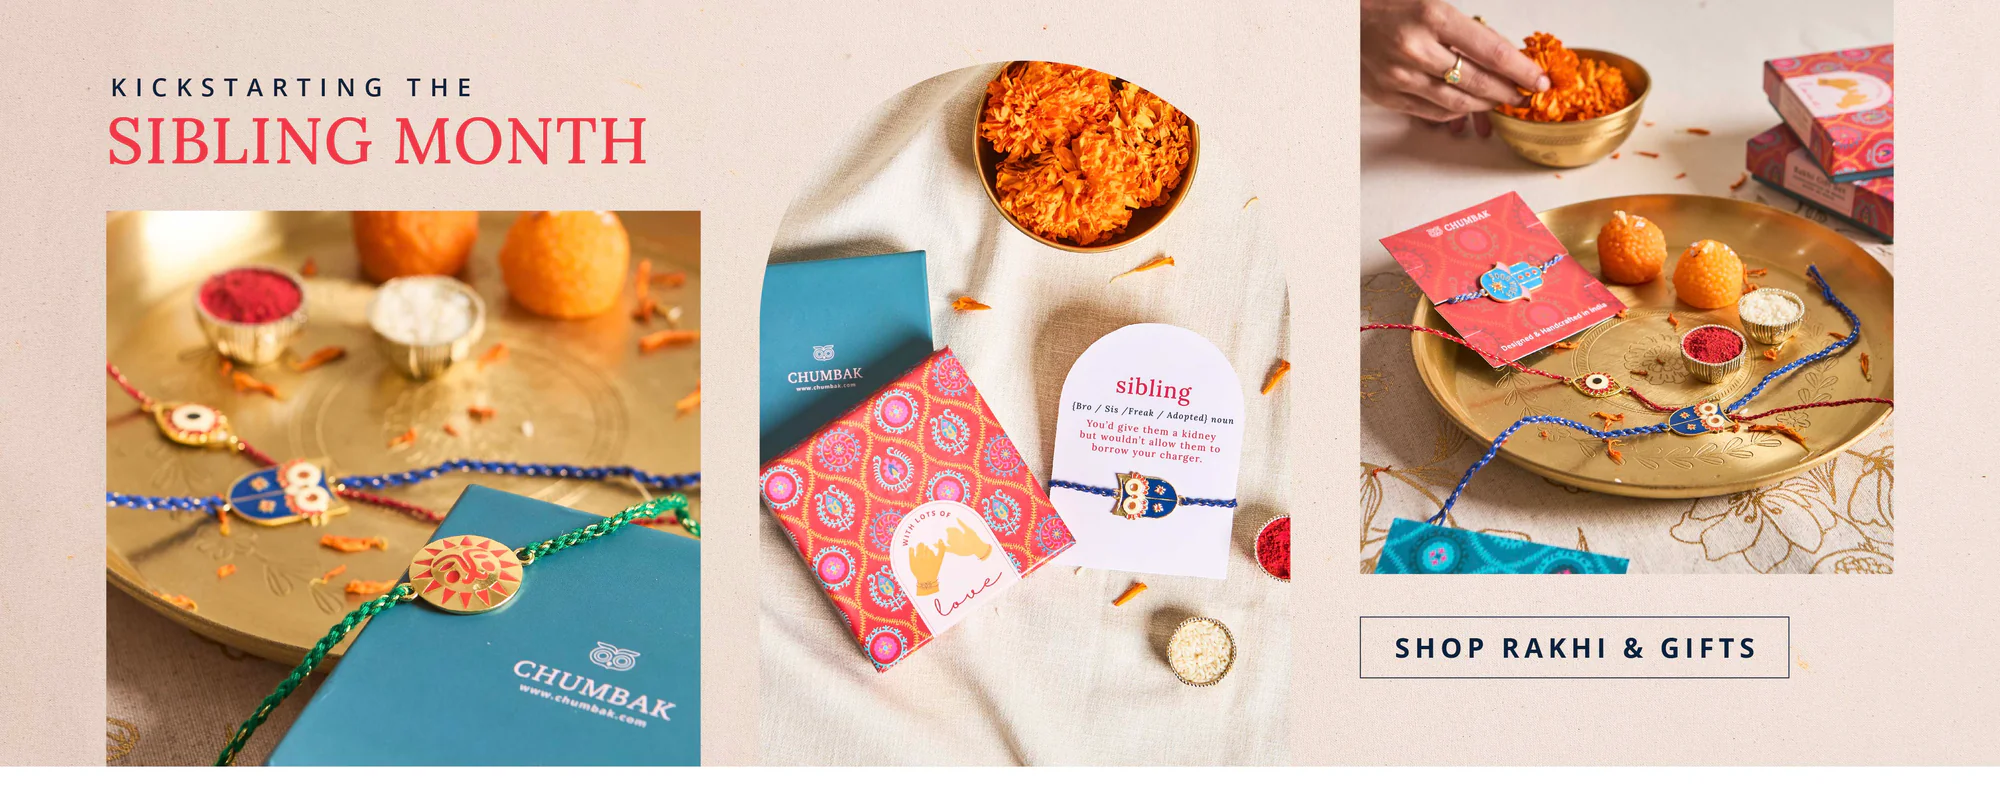 KICKSTARTING THE
SIBLING MONTH
CHUMBAK
www.chumbak.com
CHUMBAK
www.chumbak.com
WITH LOTS OF
love
sibling
{Bro / Sis /Freak / Adopted} noun
You'd give them a kidney
but wouldn't allow them to
borrow your charger.
CHUMBAK
Designed & Handcrafted in India
SHOP RAKHI & GIFTS